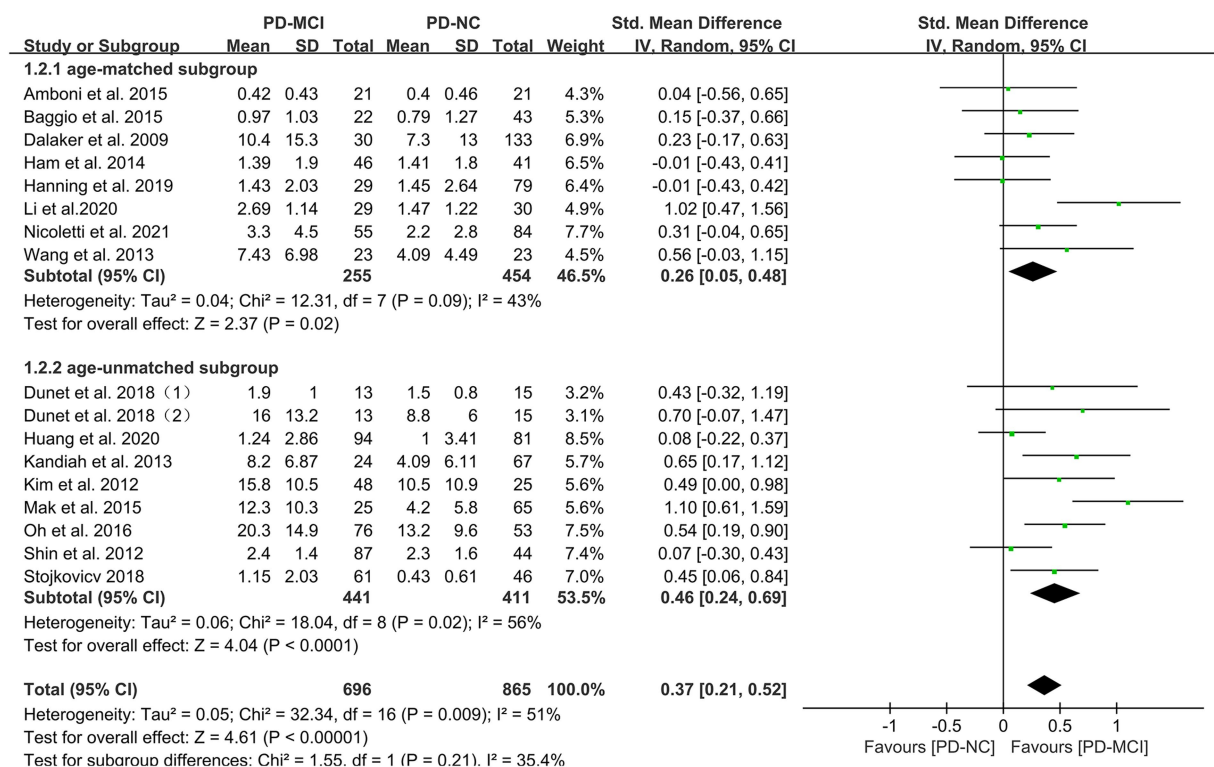 PD-MCI PD-NC Std. Mean Difference Std. Mean Difference
Study or Subgroup Mean SD Total Mean SD Total Weight IV, Random, 95% CI IV, Random, 95% CI
1.2.1 age-matched subgroup
Amboni et al. 2015 0.42 0.43 21 0.4 0.46 21 4.3% 0.04 [-0.56, 0.65]
Baggio et al. 2015 0.97 1.03 22 0.79 1.27 43 5.3% 0.15 [-0.37, 0.66]
Dalaker et al. 2009 10.4 15.3 30 7.3 13 133 6.9% 0.23 [-0.17, 0.63]
Ham et al. 2014 1.39 1.9 46 1.41 1.8 41 6.5% -0.01 [-0.43, 0.41]
Hanning et al. 2019 1.43 2.03 29 1.45 2.64 79 6.4% -0.01 [-0.43, 0.42]
Li et al.2020 2.69 1.14 29 1.47 1.22 30 4.9% 1.02 [0.47, 1.56]
Nicoletti et al. 2021 3.3 4.5 55 2.2 2.8 84 7.7% 0.31 [-0.04, 0.65]
Wang et al. 2013 7.43 6.98 23 4.09 4.49 23 4.5% 0.56 [-0.03, 1.15]
Subtotal (95% CI) 255 454 46.5% 0.26 [0.05, 0.48]
Heterogeneity: Tau² = 0.04; Chi² = 12.31, df = 7 (P = 0.09); I² = 43%
Test for overall effect: Z = 2.37 (P = 0.02)
1.2.2 age-unmatched subgroup
Dunet et al. 2018（1） 1.9 1 13 1.5 0.8 15 3.2% 0.43 [-0.32, 1.19]
Dunet et al. 2018（2） 16 13.2 13 8.8 6 15 3.1% 0.70 [-0.07, 1.47]
Huang et al. 2020 1.24 2.86 94 1 3.41 81 8.5% 0.08 [-0.22, 0.37]
Kandiah et al. 2013 8.2 6.87 24 4.09 6.11 67 5.7% 0.65 [0.17, 1.12]
Kim et al. 2012 15.8 10.5 48 10.5 10.9 25 5.6% 0.49 [0.00, 0.98]
Mak et al. 2015 12.3 10.3 25 4.2 5.8 65 5.6% 1.10 [0.61, 1.59]
Oh et al. 2016 20.3 14.9 76 13.2 9.6 53 7.5% 0.54 [0.19, 0.90]
Shin et al. 2012 2.4 1.4 87 2.3 1.6 44 7.4% 0.07 [-0.30, 0.43]
Stojkovicv 2018 1.15 2.03 61 0.43 0.61 46 7.0% 0.45 [0.06, 0.84]
Subtotal (95% CI) 441 411 53.5% 0.46 [0.24, 0.69]
Heterogeneity: Tau² = 0.06; Chi² = 18.04, df = 8 (P = 0.02); I² = 56%
Test for overall effect: Z = 4.04 (P < 0.0001)
Total (95% CI) 696 865 100.0% 0.37 [0.21, 0.52]
Heterogeneity: Tau² = 0.05; Chi² = 32.34, df = 16 (P = 0.009); I² = 51%
Test for overall effect: Z = 4.61 (P < 0.00001)
Test for subgroup differences: Chi² = 1.55, df = 1 (P = 0.21), I² = 35.4%
-1 -0.5 0 0.5 1
Favours [PD-NC] Favours [PD-MCI]